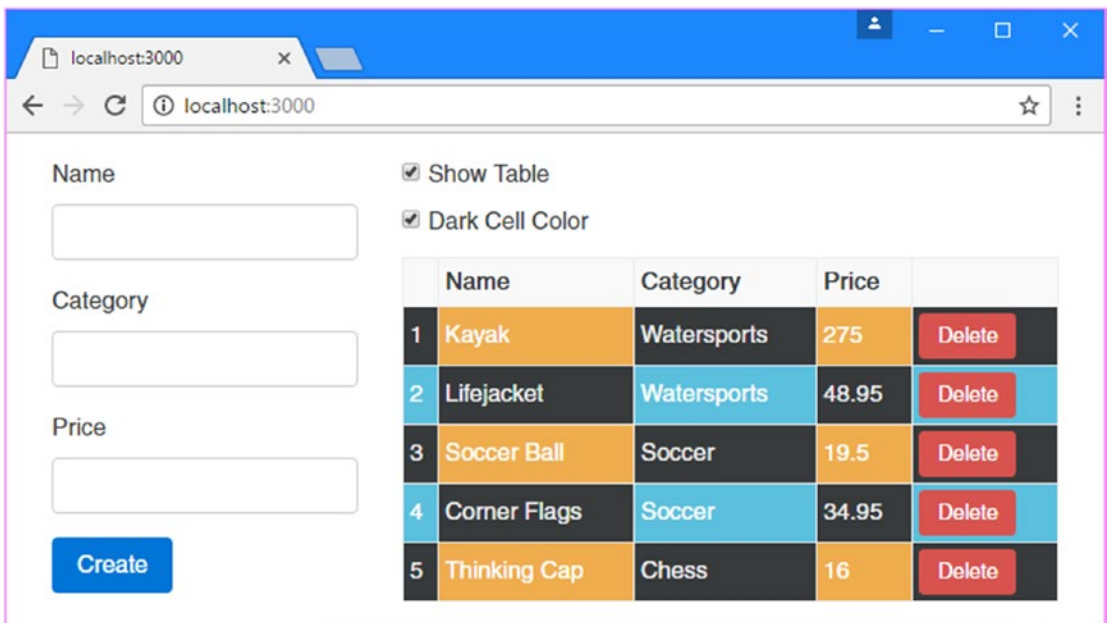 localhost:3000
localhost:3000
Name
Category
Price
Create
Show Table
Dark Cell Color
Name Category Price
1 Kayak Watersports 275 Delete
2 Lifejacket Watersports 48.95 Delete
3 Soccer Ball Soccer 19.5 Delete
4 Corner Flags Soccer 34.95 Delete
5 Thinking Cap Chess 16 Delete